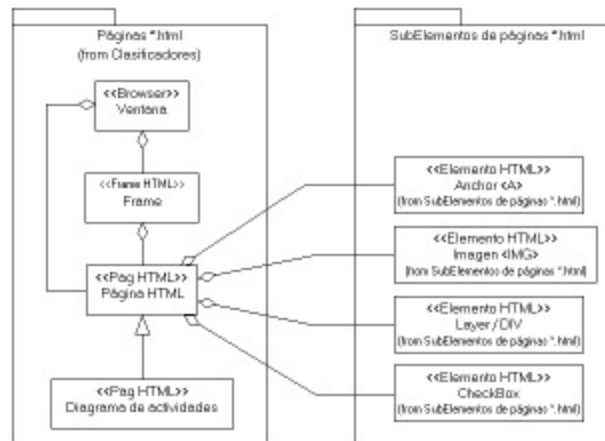 Páginas *.html
(from Clasificadores)
<<Browser>>
Ventana
<<Frame HTML>>
Frame
<<Pag HTML>>
Página HTML
<<Pag HTML>>
Diagrama de actividades
SubElementos de páginas *.html
<<Elemento HTML>>
Anchor <A>
(from SubElementos de páginas *.html)
<<Elemento HTML>>
Imagen <IMG>
(from SubElementos de páginas *.html)
<<Elemento HTML>>
Layer / DIV
(from SubElementos de páginas *.html)
<<Elemento HTML>>
CheckBox
(from SubElementos de páginas *.html)